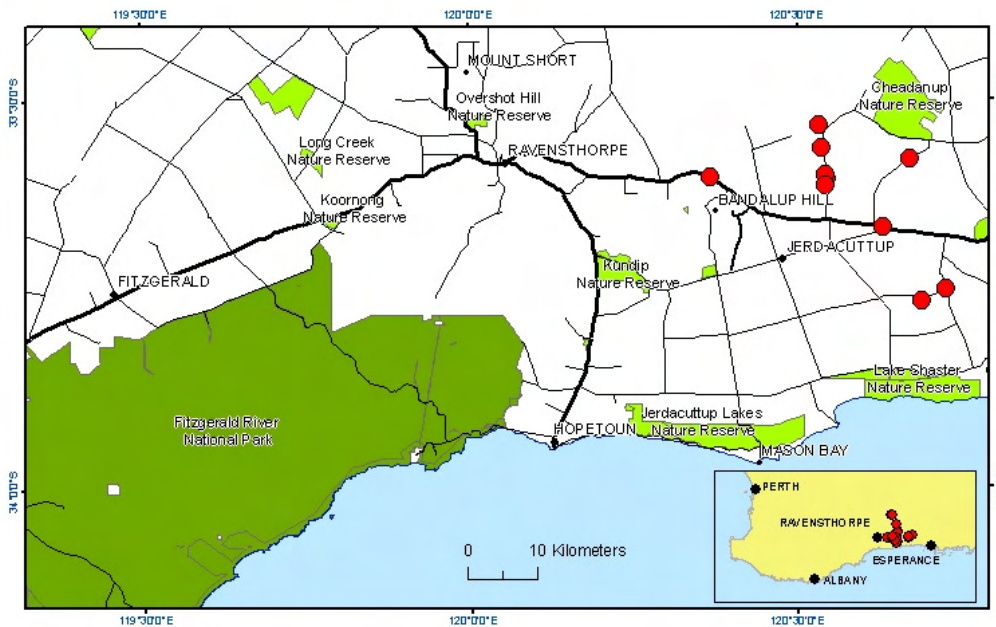 119°30'0"E
120°0'0"E
120°30'0"E
33°30'0"S
33°30'0"S
MOUNT SHORT
Overshot Hill
Nature Reserve
Cheadanup
Nature Reserve
Long Creek
Nature Reserve
RAVENSTHORPE
Koornong
Nature Reserve
BANDALUP HILL
JERDACUTTUP
Kundip
Nature Reserve
FITZGERALD
Lake Shaster
Nature Reserve
Fitzgerald River
National Park
Jerdacuttup Lakes
Nature Reserve
HOPETOUN
MASON BAY
34°0'0"S
0
10 Kilometers
PERTH
RAVENSTHORPE
ESPERANCE
ALBANY
119°30'0"E
120°0'0"E
120°30'0"E